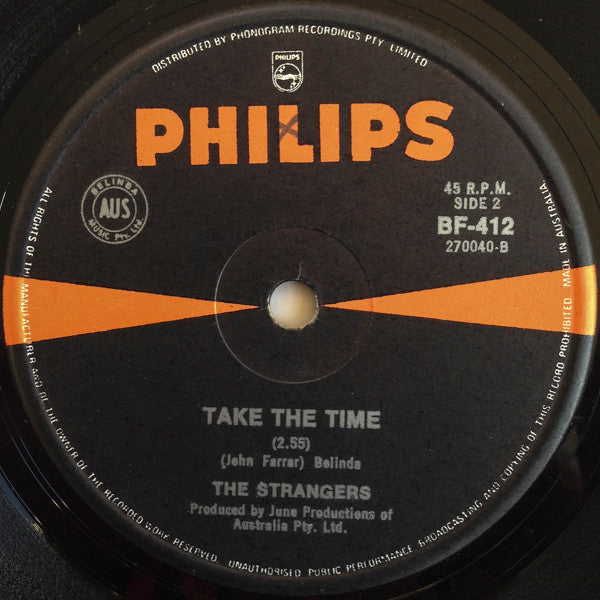 DISTRIBUTED BY PHONOGRAM RECORDINGS PTY. LIMITED
PHILIPS
PHILIPS
BELINDA
AUS
MUSIC PTY. LTD.
45 R.P.M.
SIDE 2
BF-412
270040-B
TAKE THE TIME
(2.55)
(John Farrar) Belinda
THE STRANGERS
Produced by June Productions of
Australia Pty. Ltd.
ALL RIGHTS OF THE MANUFACTURER AND OF THE OWNER OF THE RECORDED WORK RESERVED. UNAUTHORISED PUBLIC PERFORMANCE, BROADCASTING AND COPYING OF THIS RECORD PROHIBITED. MADE IN AUSTRALIA